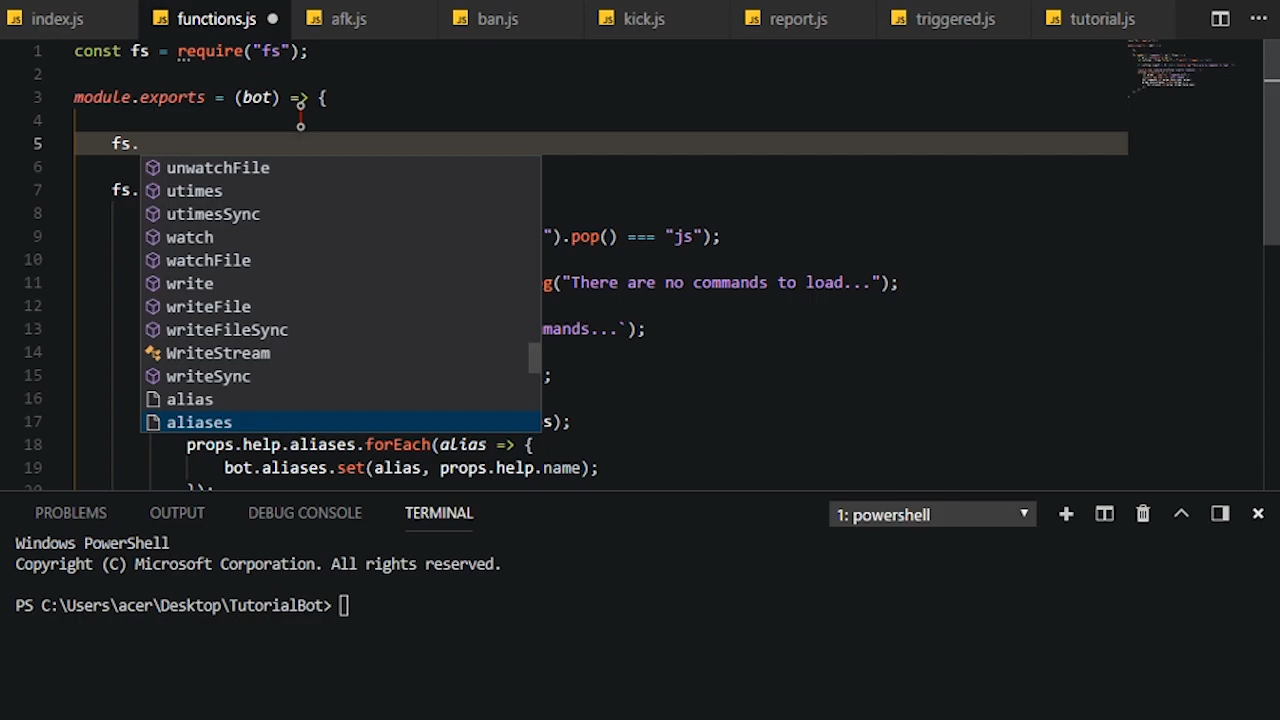 index.js functions.js afk.js ban.js kick.js report.js triggered.js tutorial.js
1 const fs = require("fs");
2
3 module.exports = (bot) => {
4
5 fs.
6 unwatchFile
7 fs. utimes
8 utimesSync
9 watch ").pop() === "js");
10 watchFile
11 write g("There are no commands to load...");
12 writeFile
13 writeFileSync mands...`);
14 WriteStream
15 writeSync ;
16 alias
17 aliases s);
18 props.help.aliases.forEach(alias => {
19 bot.aliases.set(alias, props.help.name);
20 });
PROBLEMS OUTPUT DEBUG CONSOLE TERMINAL 1: powershell
Windows PowerShell
Copyright (C) Microsoft Corporation. All rights reserved.
PS C:\Users\acer\Desktop\TutorialBot>